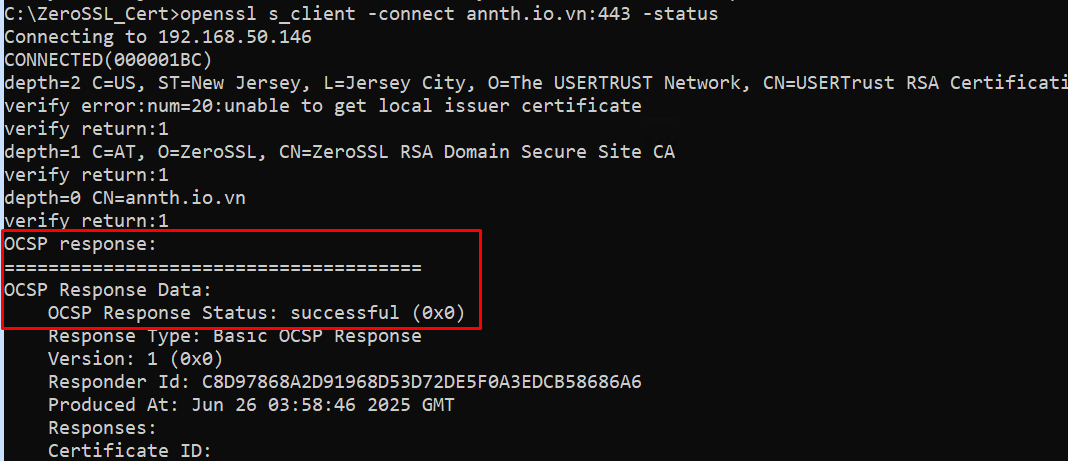 C:\ZeroSSL_Cert>openssl s_client -connect annth.io.vn:443 -status
Connecting to 192.168.50.146
CONNECTED(000001BC)
depth=2 C=US, ST=New Jersey, L=Jersey City, O=The USERTRUST Network, CN=USERTrust RSA Certificati
verify error:num=20:unable to get local issuer certificate
verify return:1
depth=1 C=AT, O=ZeroSSL, CN=ZeroSSL RSA Domain Secure Site CA
verify return:1
depth=0 CN=annth.io.vn
verify return:1
OCSP response:
======================================
OCSP Response Data:
    OCSP Response Status: successful (0x0)
    Response Type: Basic OCSP Response
    Version: 1 (0x0)
    Responder Id: C8D97868A2D91968D53D72DE5F0A3EDCB58686A6
    Produced At: Jun 26 03:58:46 2025 GMT
    Responses:
    Certificate ID: